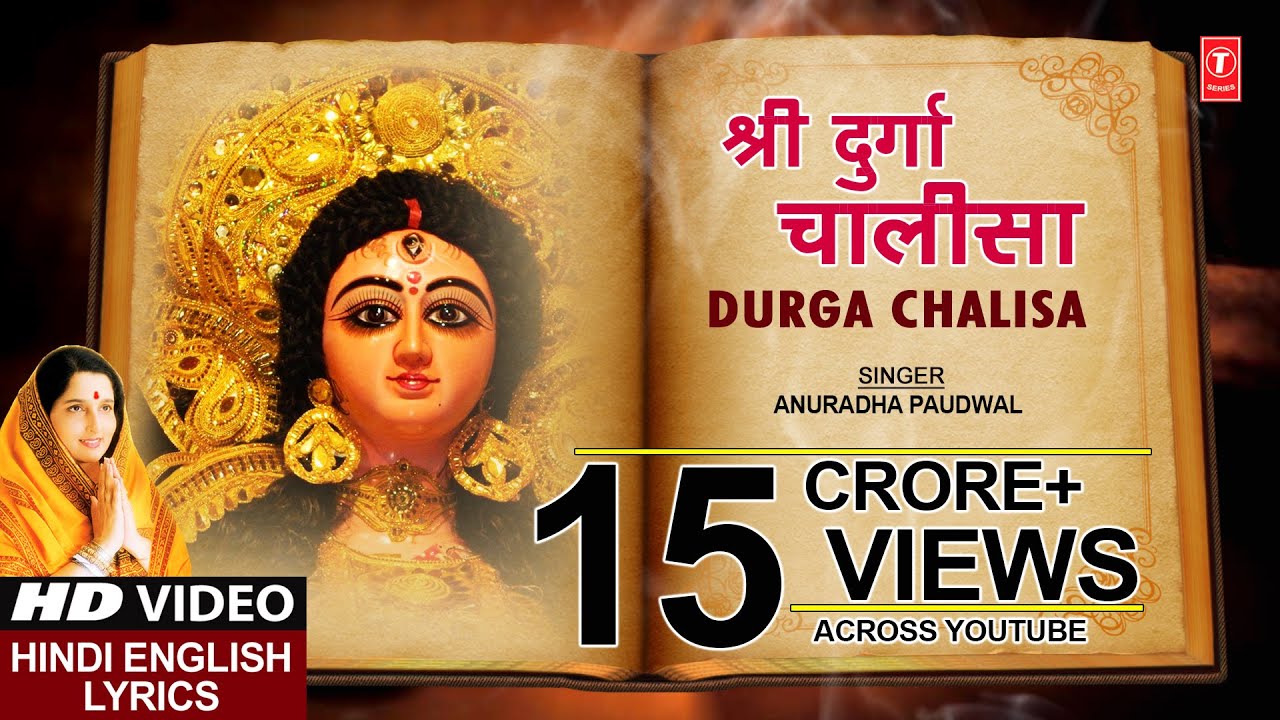 T
SERIES
श्री दुर्गा
चालीसा
DURGA CHALISA
SINGER
ANURADHA PAUDWAL
15 CRORE+
VIEWS
ACROSS YOUTUBE
HD VIDEO
HINDI ENGLISH
LYRICS